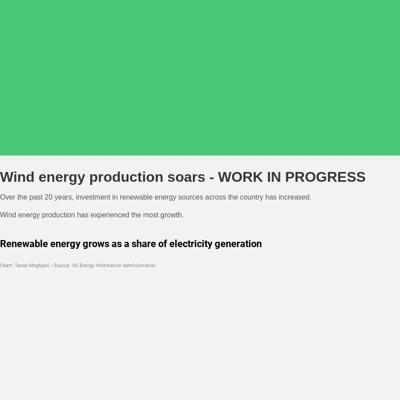 Wind energy production soars - WORK IN PROGRESS
Over the past 20 years, investment in renewable energy sources across the country has increased.
Wind energy production has experienced the most growth.
Renewable energy grows as a share of electricity generation
Chart: Tanaz Meghjani • Source: US Energy Information Administration